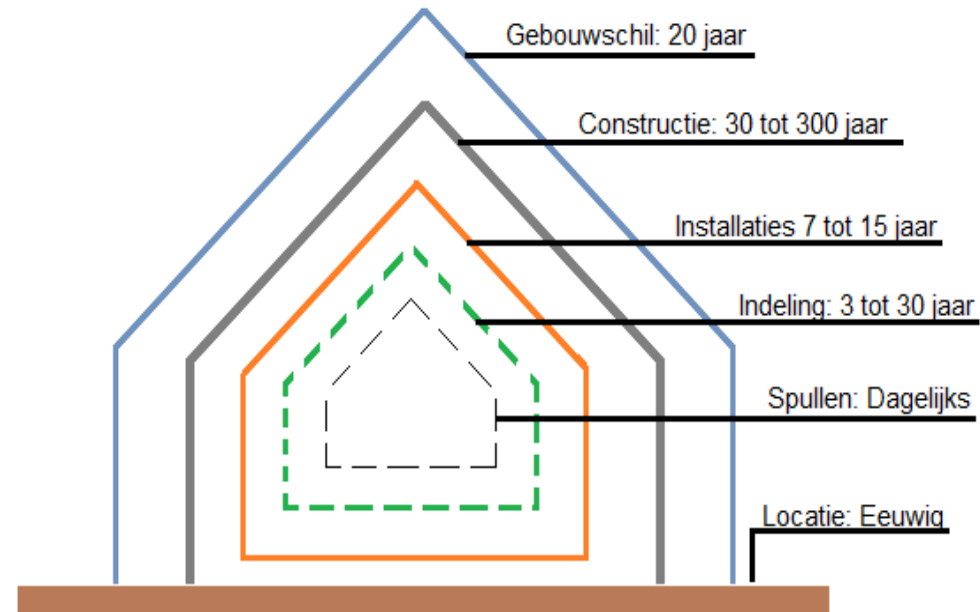 Gebouwschil: 20 jaar
Constructie: 30 tot 300 jaar
Installaties 7 tot 15 jaar
Indeling: 3 tot 30 jaar
Spullen: Dagelijks
Locatie: Eeuwig